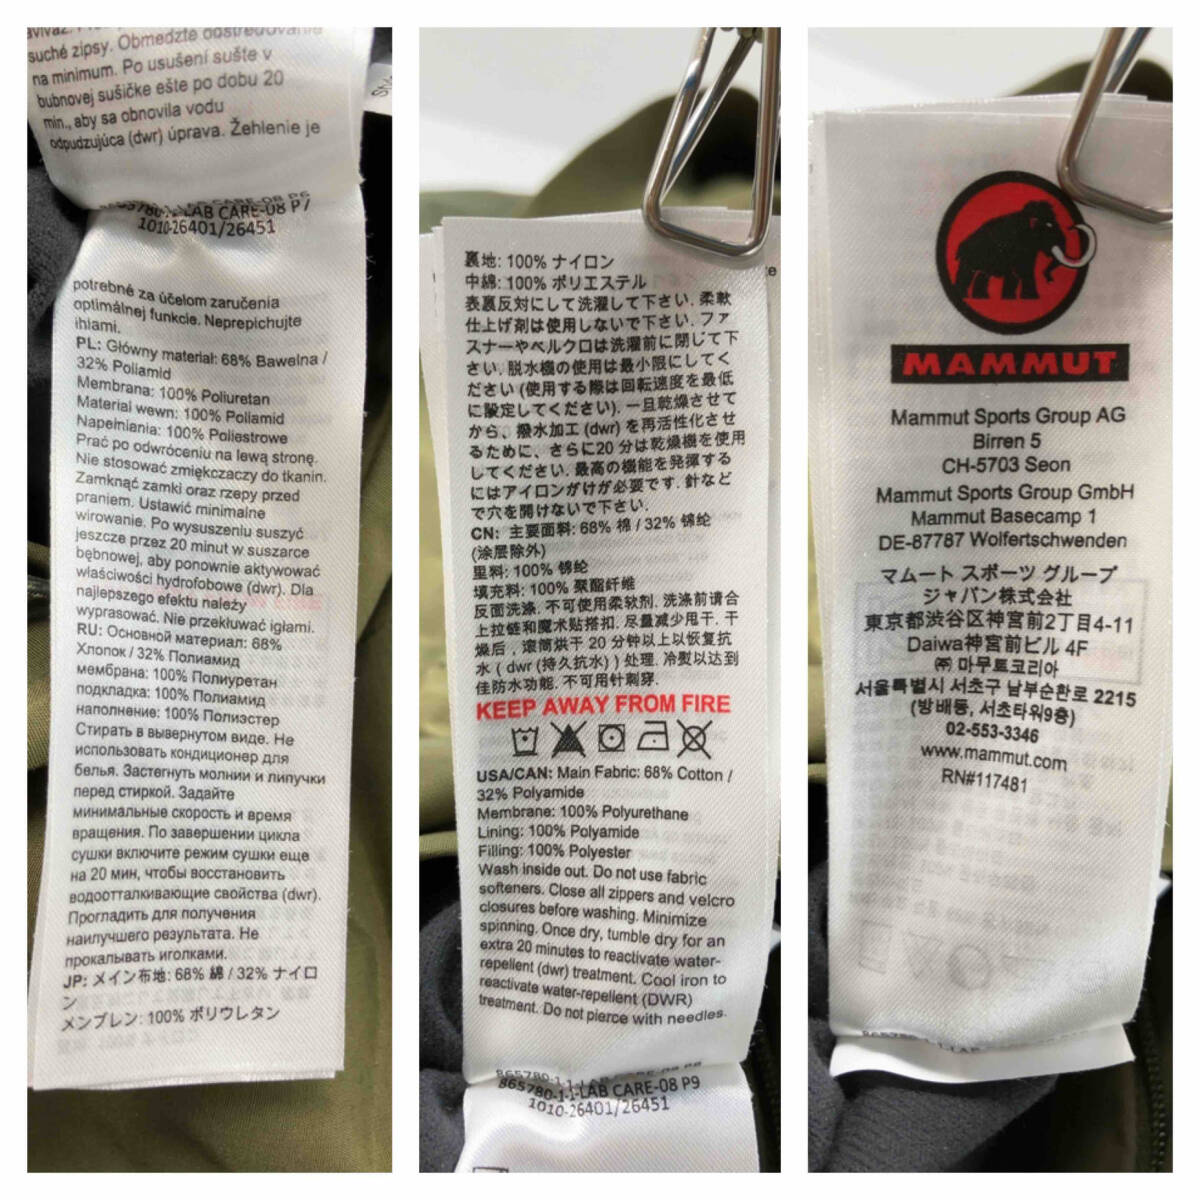 suché zipsy. Obmedzte
na minimum. Po usušení sušte v
bubnovej sušičke ešte po dobu 20
min., aby sa obnovila vodu
odpudzujúca (dwr) úprava. Žehlenie je
865780-1-1-LAB CARE-08 P7
1010-26401/26451
potrebné za účelom zaručenia
optimálnej funkcie. Neprepichujte
ihlami.
PL: Główny materiał: 68% Bawełna /
32% Poliamid
Membrana: 100% Poliuretan
Materiał wewn: 100% Poliamid
Napełniania: 100% Poliestrowe
Prać po odwróceniu na lewą stronę.
Nie stosować zmiękczaczy do tkanin.
Zamknąć zamki oraz rzepy przed
praniem. Ustawić minimalne
wirowanie. Po wysuszeniu suszyć
jeszcze przez 20 minut w suszarce
bębnowej, aby ponownie aktywować
właściwości hydrofobowe (dwr). Dla
najlepszego efektu należy
wyprasować. Nie przekłuwać igłami.
RU: Основной материал: 68%
Хлопок / 32% Полиамид
мембрана: 100% Полиуретан
подкладка: 100% Полиамид
наполнение: 100% Полиэстер
Стирать в вывернутом виде. Не
использовать кондиционер для
белья. Застегнуть молнии и липучки
перед стиркой. Задайте
минимальные скорость и время
вращения. По завершении цикла
сушки включите режим сушки еще
на 20 мин, чтобы восстановить
водоотталкивающие свойства (dwr).
Прогладить для получения
наилучшего результата. Не
прокалывать иголками.
JP: メイン布地: 68% 綿 / 32% ナイロ
ン
メンブレン: 100% ポリウレタン
裏地: 100% ナイロン
中綿: 100% ポリエステル
表裏反対にして洗濯して下さい. 柔軟
仕上げ剤は使用しないで下さい. ファ
スナーやベルクロは洗濯前に閉じて下
さい. 脱水機の使用は最小限にしてく
ださい (使用する際は回転速度を最低
に設定してください). 一旦乾燥させて
から、撥水加工 (dwr) を再活性化させ
るために、さらに20 分は乾燥機を使用
してください. 最高の機能を発揮する
にはアイロンがけが必要です. 針など
で穴を開けないで下さい.
CN: 主要面料: 68% 棉 / 32% 锦纶
(涂层除外)
里料: 100% 锦纶
填充料: 100% 聚酯纤维
反面洗涤. 不可使用柔软剂. 洗涤前请合
上拉链和魔术贴搭扣. 尽量减少甩干. 干
燥后，滚筒烘干 20 分钟以上以恢复抗
水 ( dwr (持久抗水) ) 处理. 冷熨以达到
佳防水功能. 不可用针刺穿.
KEEP AWAY FROM FIRE
USA/CAN: Main Fabric: 68% Cotton /
32% Polyamide
Membrane: 100% Polyurethane
Lining: 100% Polyamide
Filling: 100% Polyester
Wash inside out. Do not use fabric
softeners. Close all zippers and velcro
closures before washing. Minimize
spinning. Once dry, tumble dry for an
extra 20 minutes to reactivate water-
repellent (dwr) treatment. Cool iron to
reactivate water-repellent (DWR)
treatment. Do not pierce with needles.
865780-1-1-LAB CARE-08 P9
1010-26401/26451
MAMMUT
Mammut Sports Group AG
Birren 5
CH-5703 Seon
Mammut Sports Group GmbH
Mammut Basecamp 1
DE-87787 Wolfertschwenden
マムート スポーツ グループ
ジャパン株式会社
東京都渋谷区神宮前2丁目4-11
Daiwa神宮前ビル 4F
㈜ 마무트코리아
서울특별시 서초구 남부순환로 2215
(방배동, 서초타워9층)
02-553-3346
www.mammut.com
RN#117481